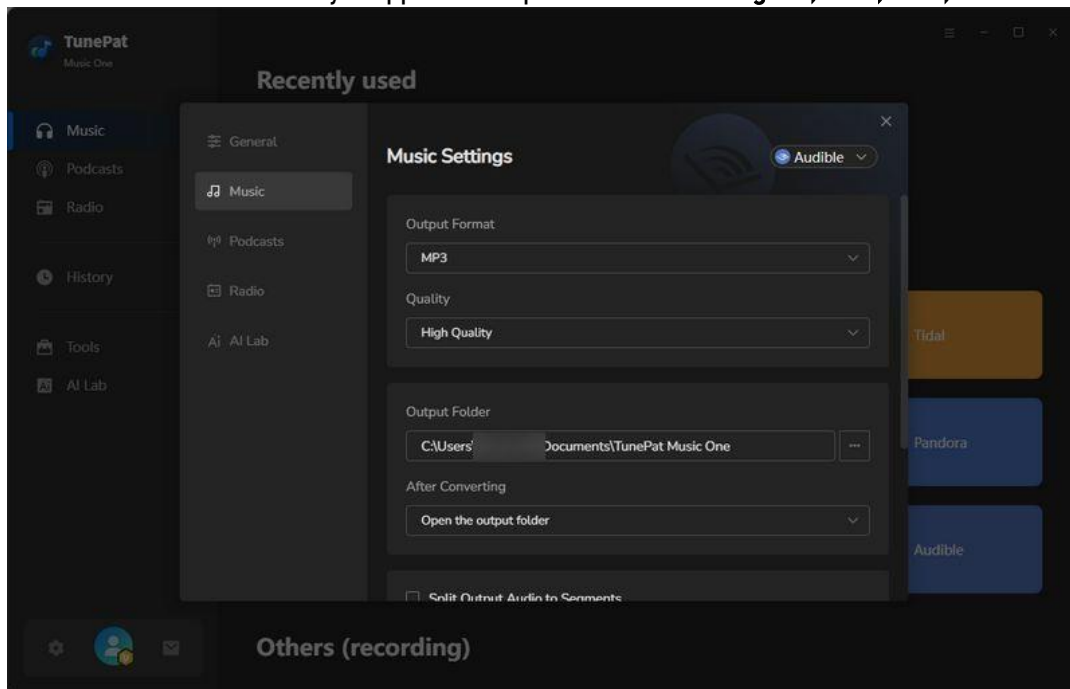 TunePat
Music One
Recently used
Music
Podcasts
Radio
History
Tools
AI Lab
General
Music
Podcasts
Radio
AI Lab
Music Settings
Audible
Output Format
MP3
Quality
High Quality
Output Folder
C:\Users\ Documents\TunePat Music One
After Converting
Open the output folder
Split Output Audio to Segments
Tidal
Pandora
Audible
Others (recording)